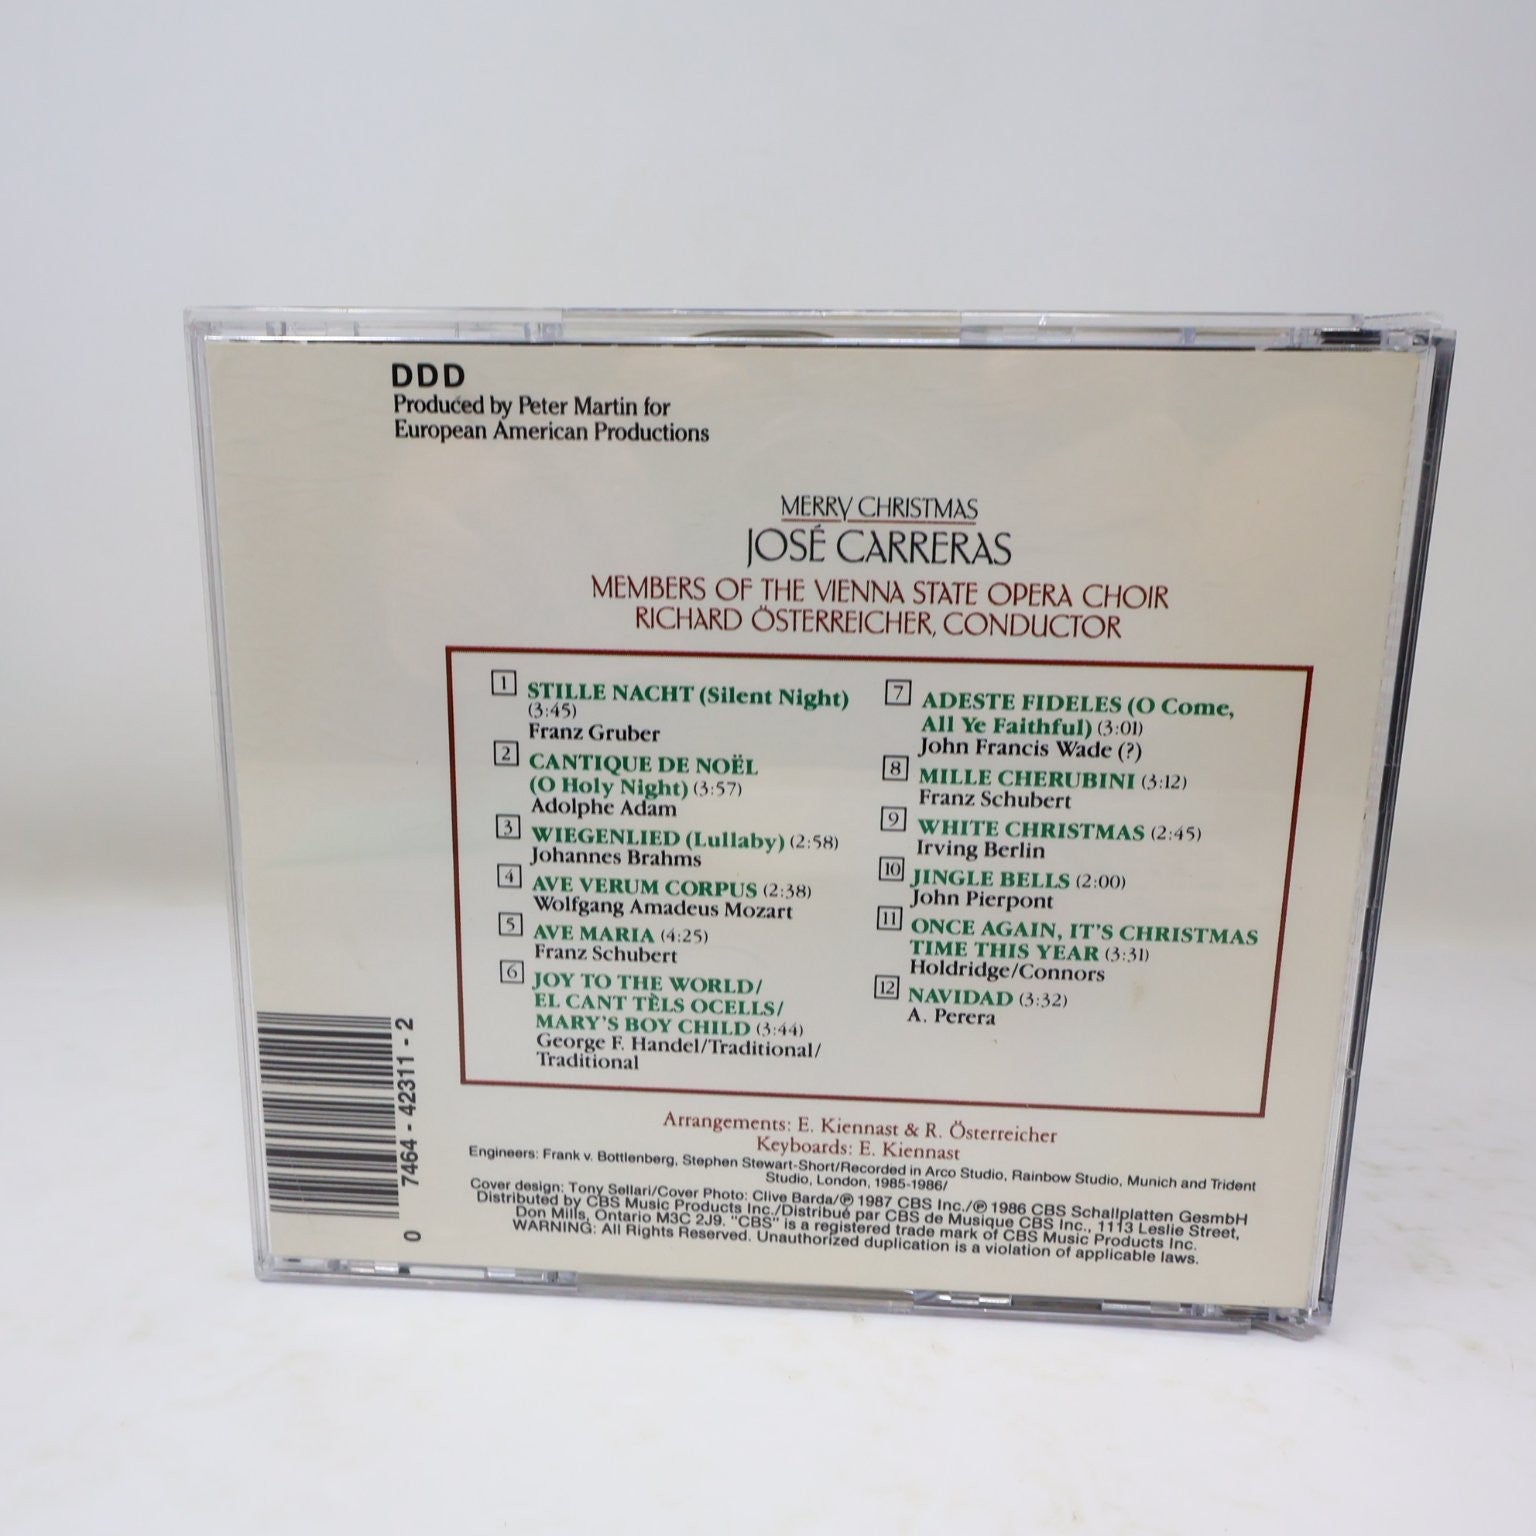 DDD
Produced by Peter Martin for
European American Productions
MERRY CHRISTMAS
JOSÉ CARRERAS
MEMBERS OF THE VIENNA STATE OPERA CHOIR
RICHARD ÖSTERREICHER, CONDUCTOR
1 STILLE NACHT (Silent Night)
(3:45)
Franz Gruber
2 CANTIQUE DE NOËL
(O Holy Night) (3:57)
Adolphe Adam
3 WIEGENLIED (Lullaby) (2:58)
Johannes Brahms
4 AVE VERUM CORPUS (2:38)
Wolfgang Amadeus Mozart
5 AVE MARIA (4:25)
Franz Schubert
6 JOY TO THE WORLD/
EL CANT TÈLS OCELLS/
MARY'S BOY CHILD (3:44)
George F. Handel/Traditional/
Traditional
7 ADESTE FIDELES (O Come,
All Ye Faithful) (3:01)
John Francis Wade (?)
8 MILLE CHERUBINI (3:12)
Franz Schubert
9 WHITE CHRISTMAS (2:45)
Irving Berlin
10 JINGLE BELLS (2:00)
John Pierpont
11 ONCE AGAIN, IT'S CHRISTMAS
TIME THIS YEAR (3:31)
Holdridge/Connors
12 NAVIDAD (3:32)
A. Perera
Arrangements: E. Kiennast & R. Österreicher
Keyboards: E. Kiennast
Engineers: Frank v. Bottlenberg, Stephen Stewart-Short/Recorded in Arco Studio, Rainbow Studio, Munich and Trident
Studio, London, 1985-1986/
Cover design: Tony Sellari/Cover Photo: Clive Barda/℗ 1987 CBS Inc./℗ 1986 CBS Schallplatten GesmbH
Distributed by CBS Music Products Inc./Distribué par CBS de Musique CBS Inc., 1113 Leslie Street,
Don Mills, Ontario M3C 2J9. "CBS" is a registered trade mark of CBS Music Products Inc.
WARNING: All Rights Reserved. Unauthorized duplication is a violation of applicable laws.
0 7464-42311-2